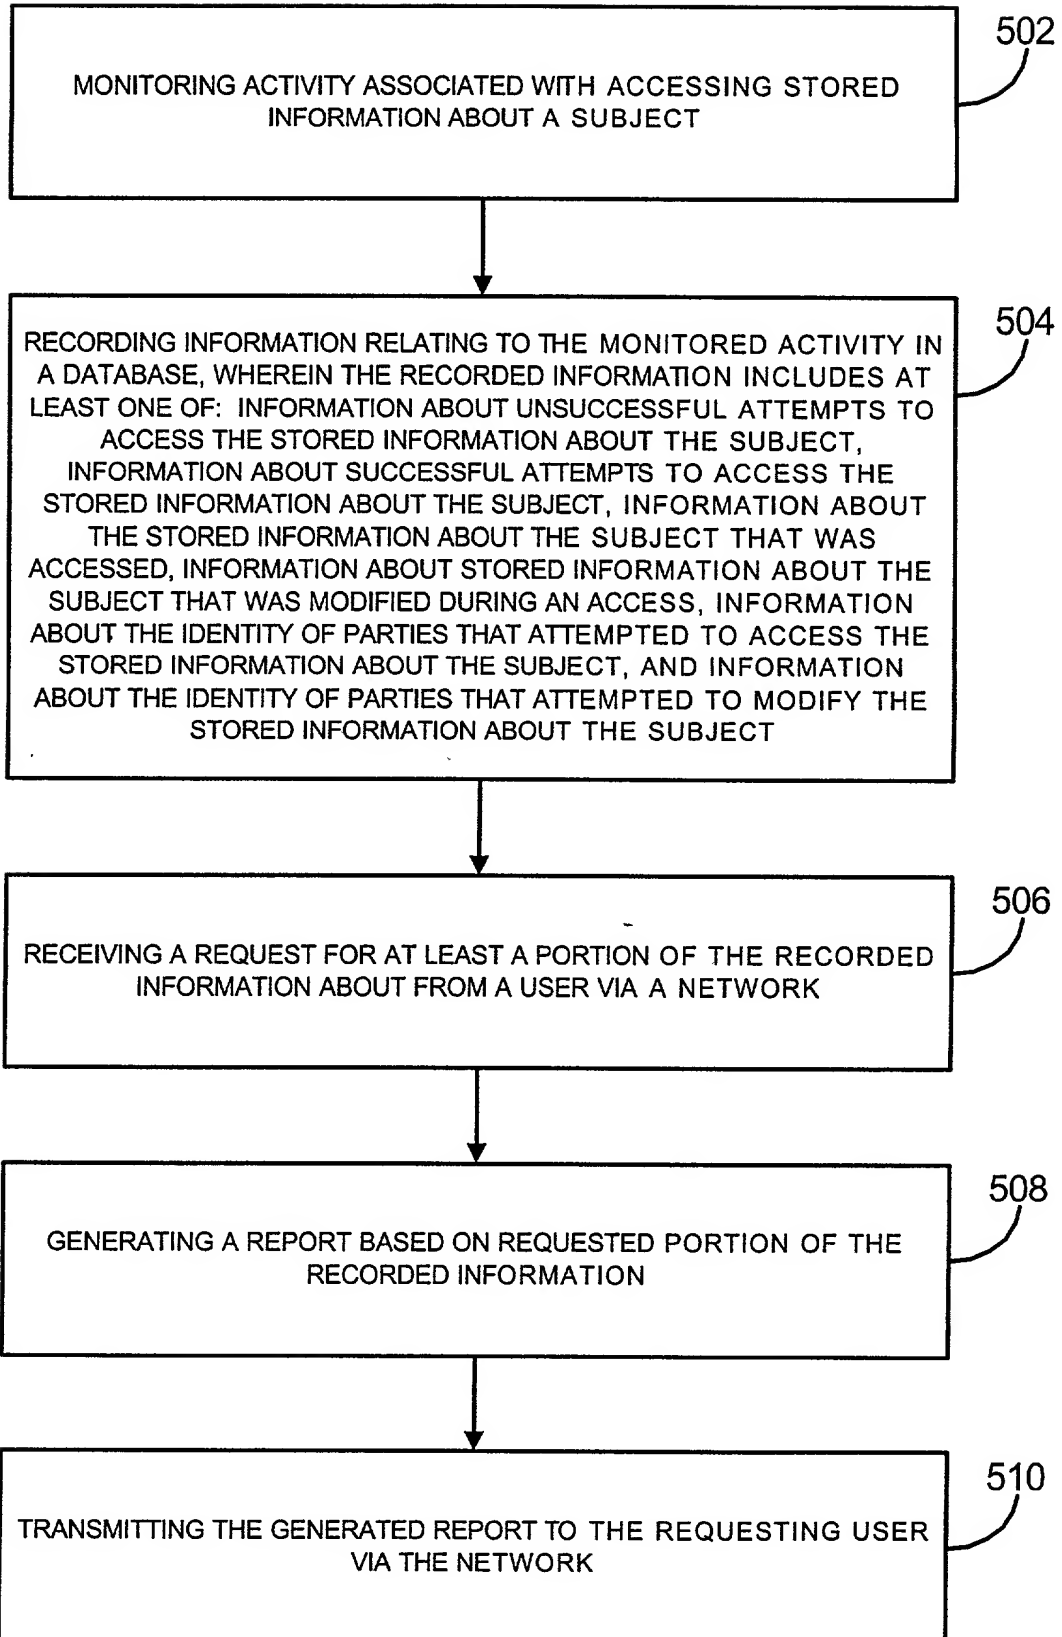 502
MONITORING ACTIVITY ASSOCIATED WITH ACCESSING STORED
INFORMATION ABOUT A SUBJECT
504
RECORDING INFORMATION RELATING TO THE MONITORED ACTIVITY IN
A DATABASE, WHEREIN THE RECORDED INFORMATION INCLUDES AT
LEAST ONE OF: INFORMATION ABOUT UNSUCCESSFUL ATTEMPTS TO
ACCESS THE STORED INFORMATION ABOUT THE SUBJECT,
INFORMATION ABOUT SUCCESSFUL ATTEMPTS TO ACCESS THE
STORED INFORMATION ABOUT THE SUBJECT, INFORMATION ABOUT
THE STORED INFORMATION ABOUT THE SUBJECT THAT WAS
ACCESSED, INFORMATION ABOUT STORED INFORMATION ABOUT THE
SUBJECT THAT WAS MODIFIED DURING AN ACCESS, INFORMATION
ABOUT THE IDENTITY OF PARTIES THAT ATTEMPTED TO ACCESS THE
STORED INFORMATION ABOUT THE SUBJECT, AND INFORMATION
ABOUT THE IDENTITY OF PARTIES THAT ATTEMPTED TO MODIFY THE
STORED INFORMATION ABOUT THE SUBJECT
506
RECEIVING A REQUEST FOR AT LEAST A PORTION OF THE RECORDED
INFORMATION ABOUT FROM A USER VIA A NETWORK
508
GENERATING A REPORT BASED ON REQUESTED PORTION OF THE
RECORDED INFORMATION
510
TRANSMITTING THE GENERATED REPORT TO THE REQUESTING USER
VIA THE NETWORK